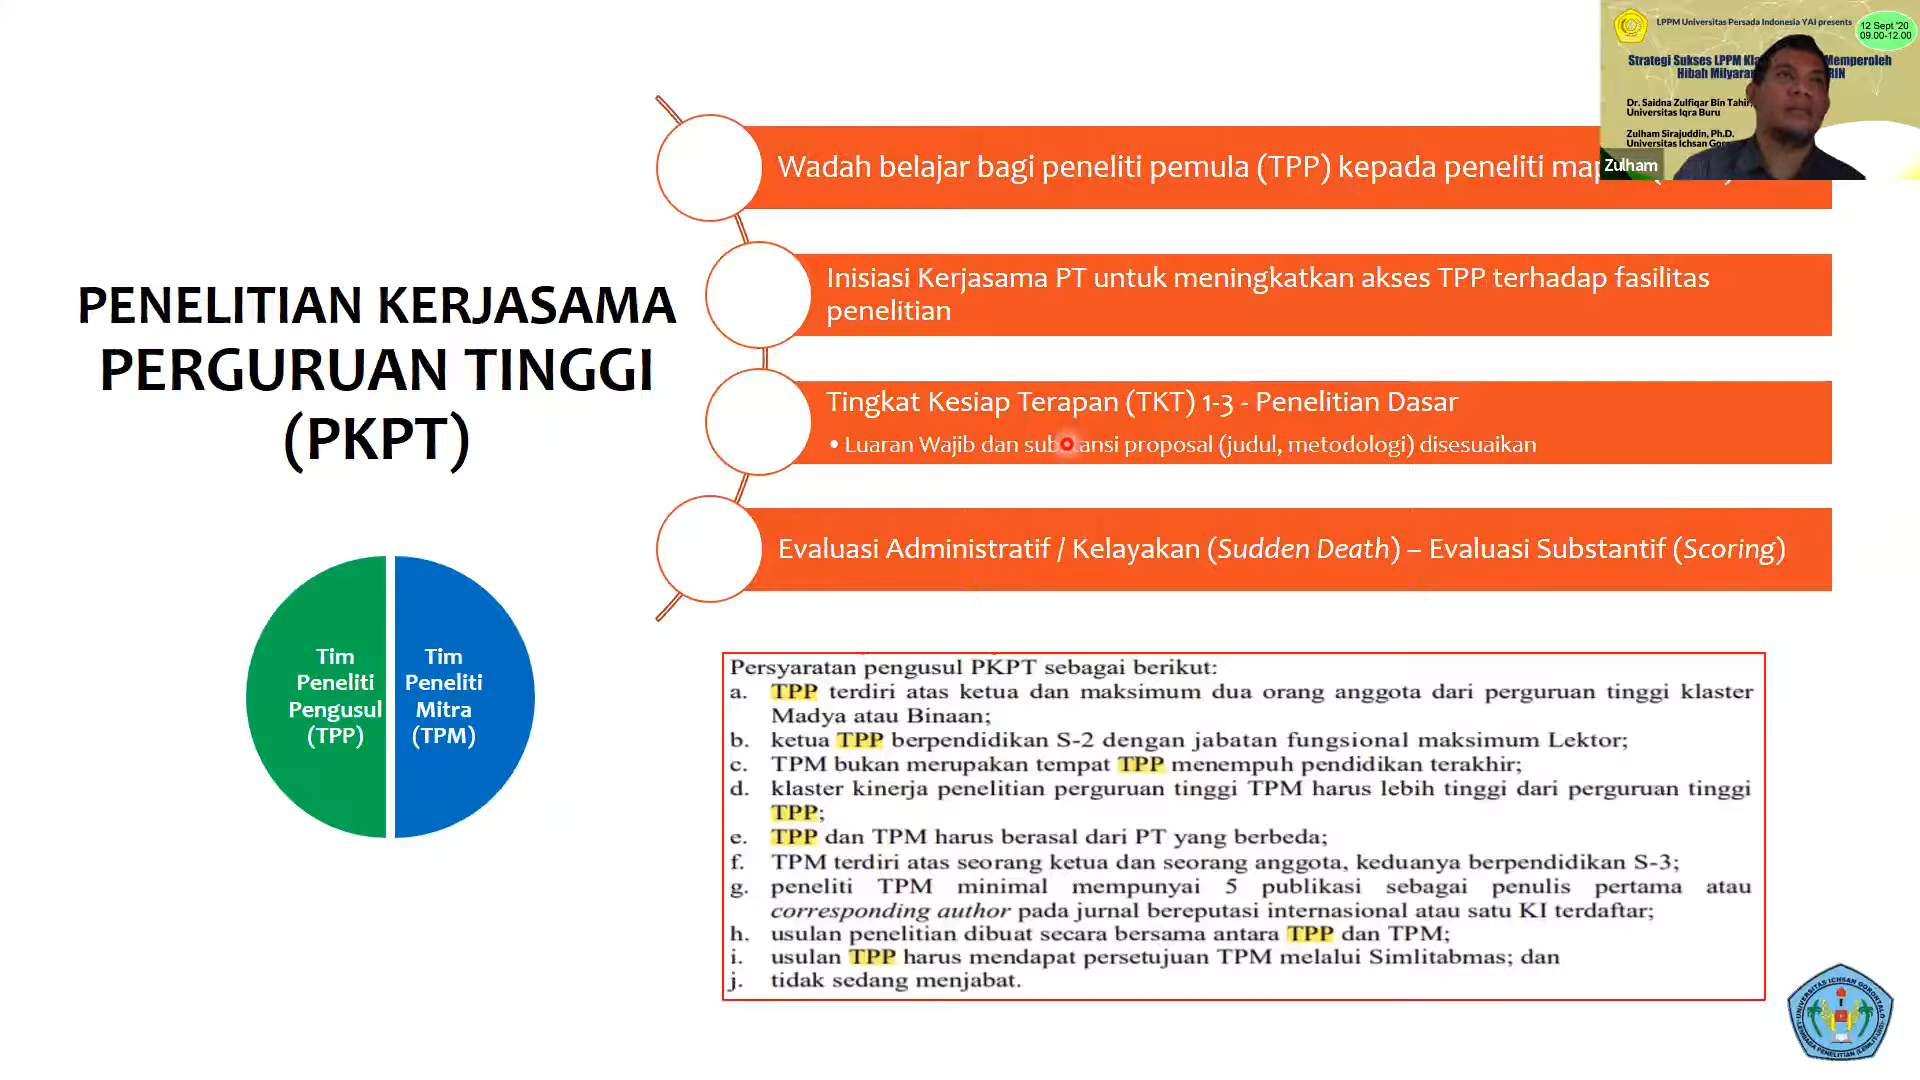 LPPM Universitas Persada Indonesia YAI presents
12 Sept '20
09.00-12.00
Strategi Sukses LPPM Memperoleh
Hibah
Dr. Saidna Zulfiqar Bin Tahir,
Universitas Iqra Buru
Zulham Sirajuddin, Ph.D.
Universitas Ichsan
Zulham
PENELITIAN KERJASAMA
PERGURUAN TINGGI
(PKPT)
Wadah belajar bagi peneliti pemula (TPP) kepada peneliti
Inisiasi Kerjasama PT untuk meningkatkan akses TPP terhadap fasilitas
penelitian
Tingkat Kesiap Terapan (TKT) 1-3 - Penelitian Dasar
• Luaran Wajib dan substansi proposal (judul, metodologi) disesuaikan
Evaluasi Administratif / Kelayakan (Sudden Death) – Evaluasi Substantif (Scoring)
Tim
Peneliti
Pengusul
(TPP)
Tim
Peneliti
Mitra
(TPM)
Persyaratan pengusul PKPT sebagai berikut:
a. TPP terdiri atas ketua dan maksimum dua orang anggota dari perguruan tinggi klaster
Madya atau Binaan;
b. ketua TPP berpendidikan S-2 dengan jabatan fungsional maksimum Lektor;
c. TPM bukan merupakan tempat TPP menempuh pendidikan terakhir;
d. klaster kinerja penelitian perguruan tinggi TPM harus lebih tinggi dari perguruan tinggi
TPP;
e. TPP dan TPM harus berasal dari PT yang berbeda;
f. TPM terdiri atas seorang ketua dan seorang anggota, keduanya berpendidikan S-3;
g. peneliti TPM minimal mempunyai 5 publikasi sebagai penulis pertama atau
corresponding author pada jurnal bereputasi internasional atau satu KI terdaftar;
h. usulan penelitian dibuat secara bersama antara TPP dan TPM;
i. usulan TPP harus mendapat persetujuan TPM melalui Simlitabmas; dan
j. tidak sedang menjabat.
UNIVERSITAS ICHSAN GORONTALO
LEMBAGA PENELITIAN